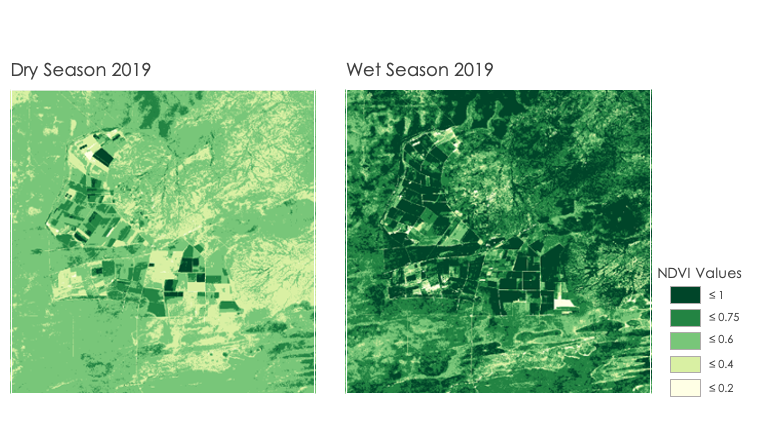 Dry Season 2019
Wet Season 2019
NDVI Values
≤ 1
≤ 0.75
≤ 0.6
≤ 0.4
≤ 0.2